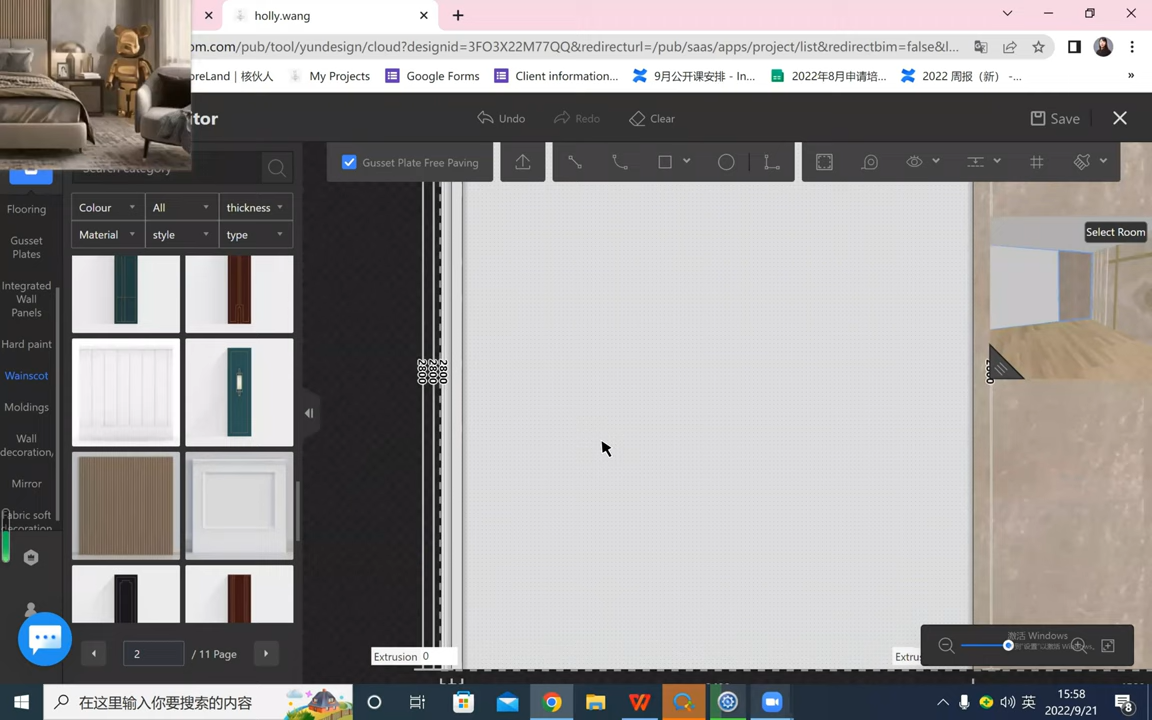 holly.wang
om.com/pub/tool/yundesign/cloud?designid=3FO3X22M77QQ&redirecturl=/pub/saas/apps/project/list&redirectbim=false&l...
oreLand | 核伙人
My Projects
Google Forms
Client information...
9月公开课安排 - In...
2022年8月申请培...
2022 周报（新） -...
»
tor
Undo
Redo
Clear
Save
Gusset Plate Free Paving
Colour
All
thickness
Material
style
type
Flooring
Gusset
Plates
Integrated
Wall
Panels
Hard paint
Wainscot
Moldings
Wall
decoration,
Mirror
Fabric soft
decoration
2800
2800
2800
Select Room
Extrusion 0
Extrus
激活 Windows
2
/ 11 Page
在这里输入你要搜索的内容
英
15:58
2022/9/21
8